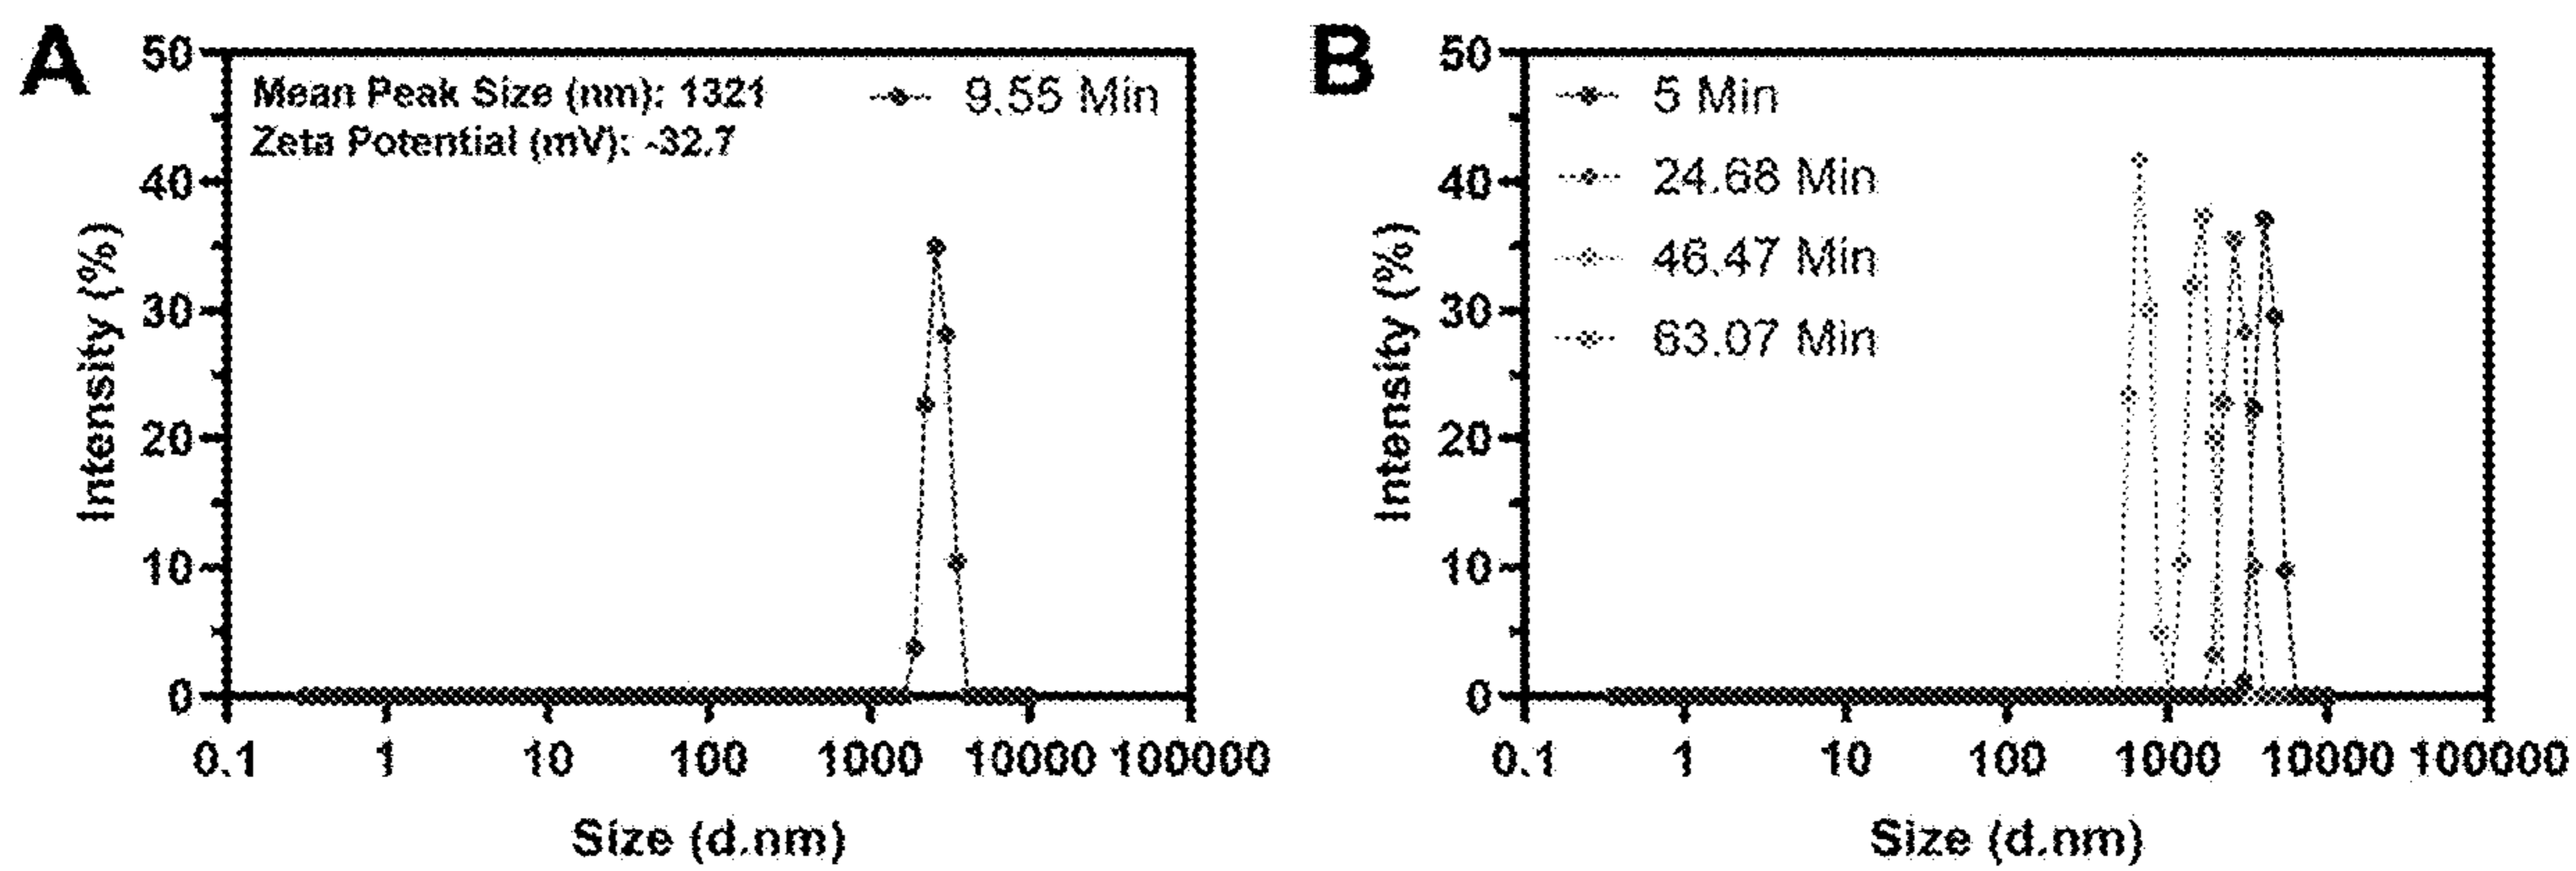 A
Mean Peak Size (nm): 1321
Zeta Potential (mV): -32.7
9.55 Min
Intensity (%)
50
40
30
20
10
0
0.1 1 10 100 1000 10000 100000
Size (d.nm)
B
5 Min
24.68 Min
46.47 Min
63.07 Min
Intensity (%)
50
40
30
20
10
0
0.1 1 10 100 1000 10000 100000
Size (d.nm)